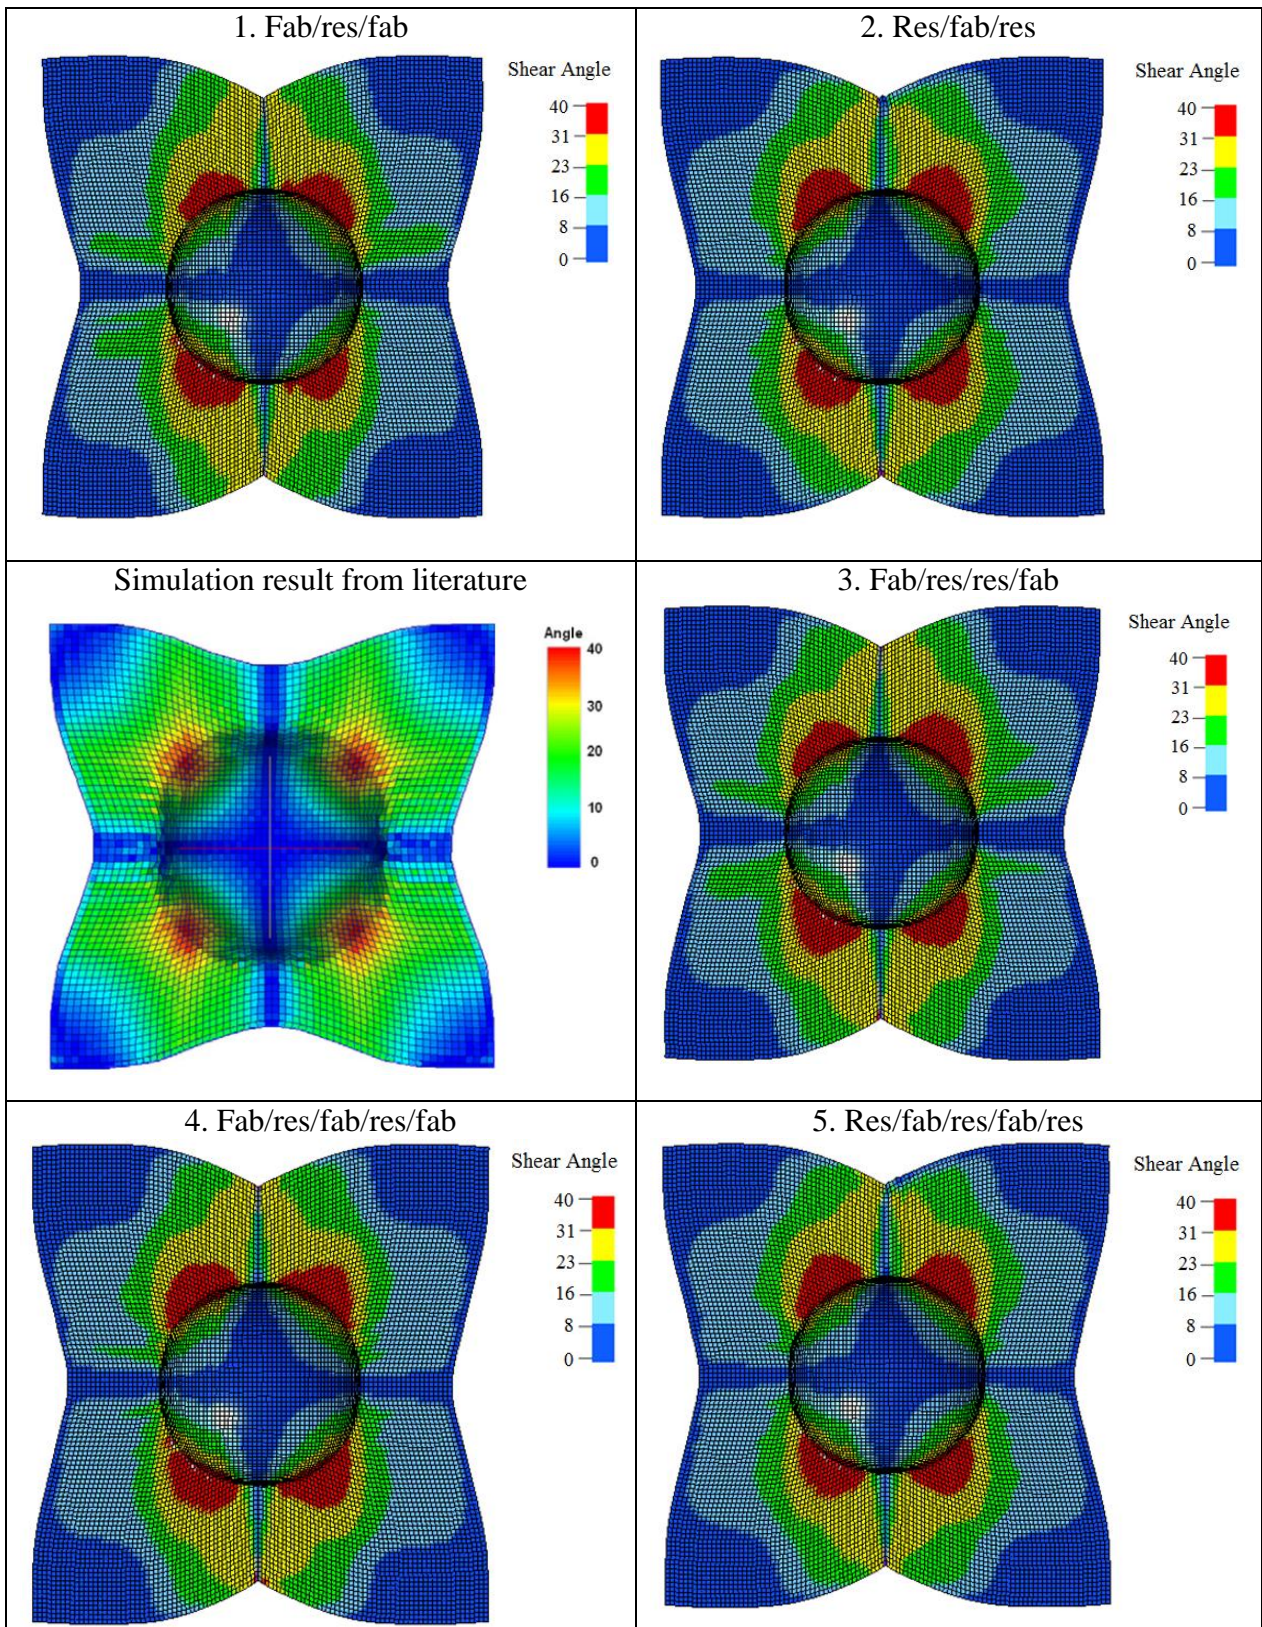 1. Fab/res/fab
Shear Angle
40
31
23
16
8
0
2. Res/fab/res
Shear Angle
40
31
23
16
8
0
Simulation result from literature
Angle
40
30
20
10
0
3. Fab/res/res/fab
Shear Angle
40
31
23
16
8
0
4. Fab/res/fab/res/fab
Shear Angle
40
31
23
16
8
0
5. Res/fab/res/fab/res
Shear Angle
40
31
23
16
8
0